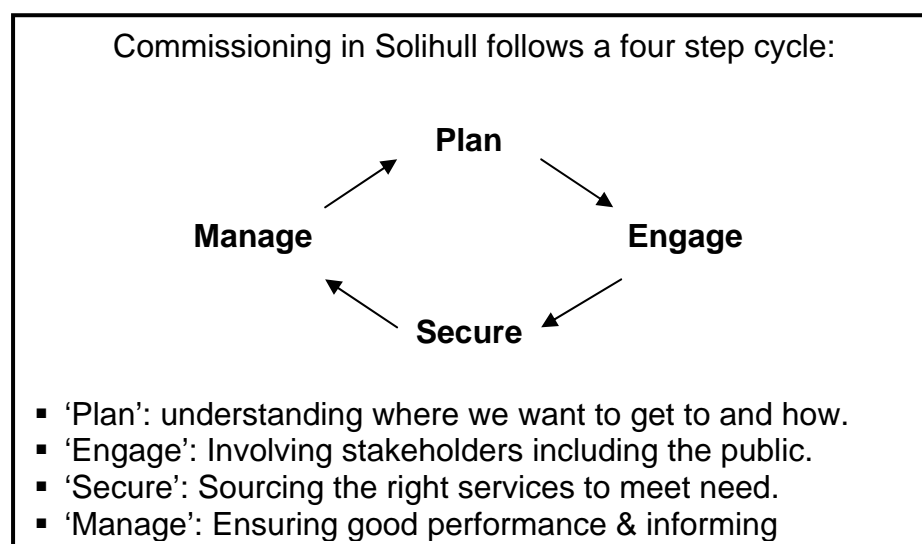 Commissioning in Solihull follows a four step cycle:
Plan
Manage Engage
Secure
▪ ‘Plan’: understanding where we want to get to and how.
▪ ‘Engage’: Involving stakeholders including the public.
▪ ‘Secure’: Sourcing the right services to meet need.
▪ ‘Manage’: Ensuring good performance & informing